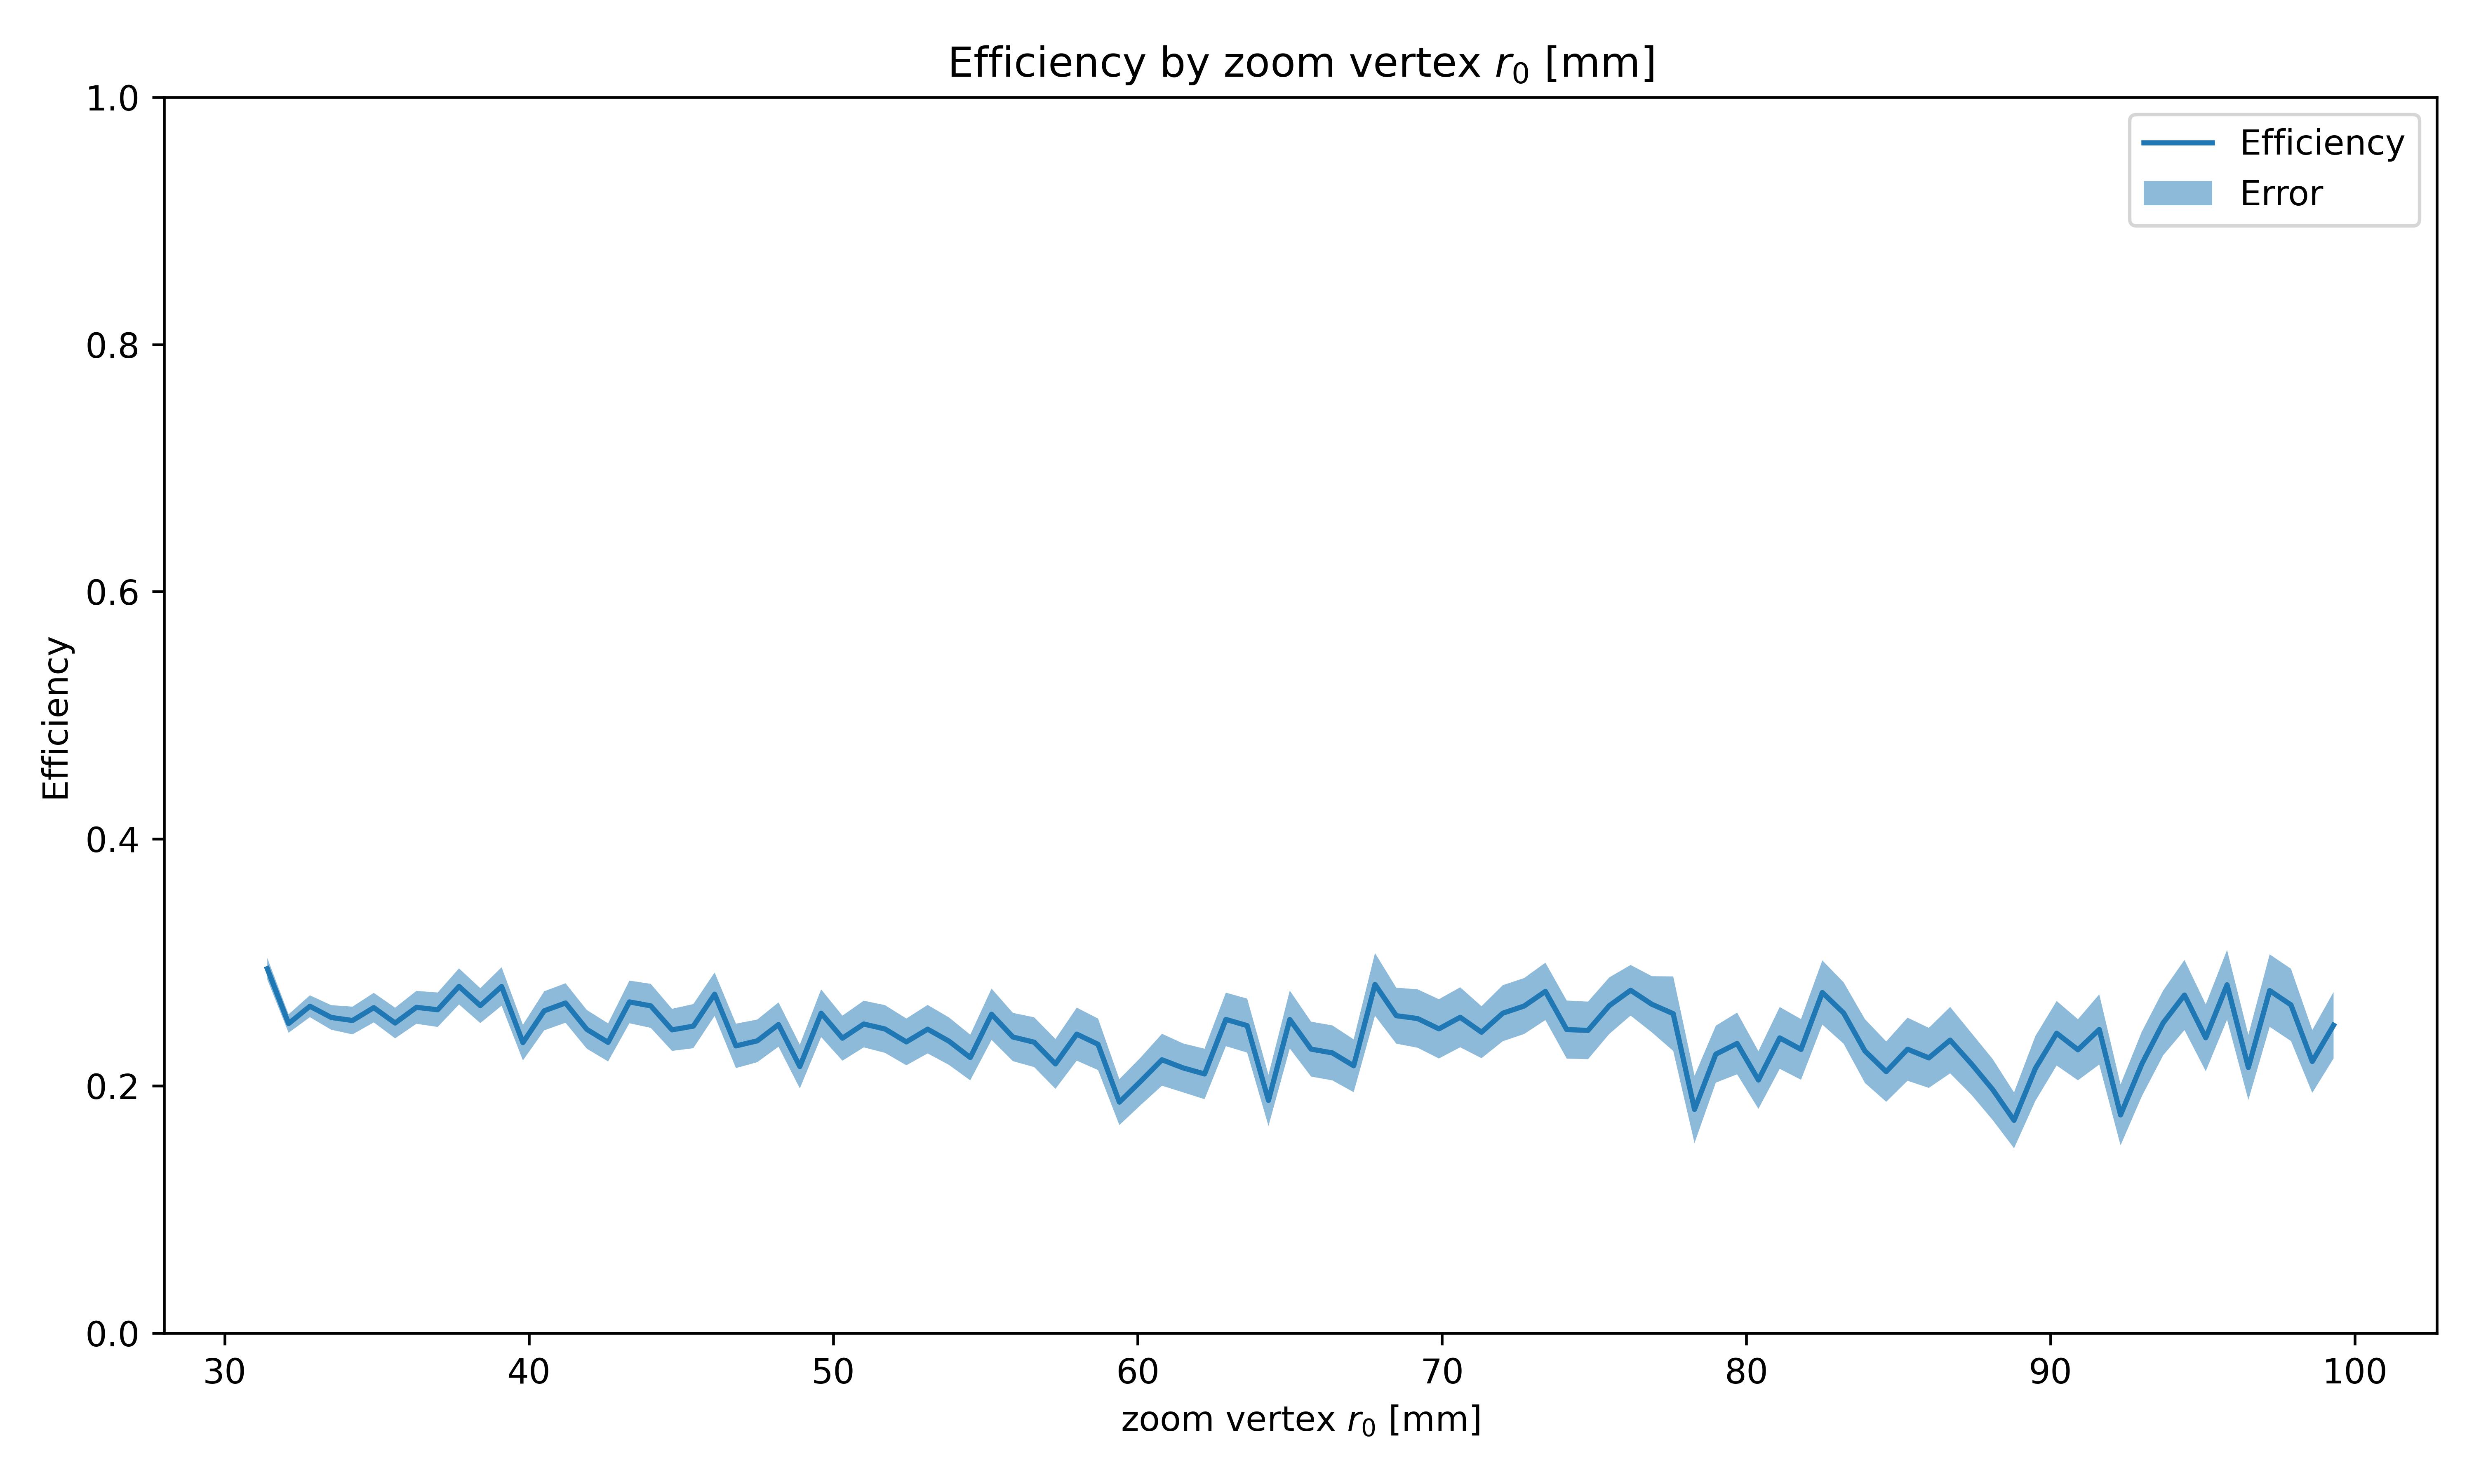 Efficiency by zoom vertex r₀ [mm]
1.0
0.8
0.6
0.4
0.2
0.0
Efficiency
Efficiency
Error
30 40 50 60 70 80 90 100
zoom vertex r₀ [mm]